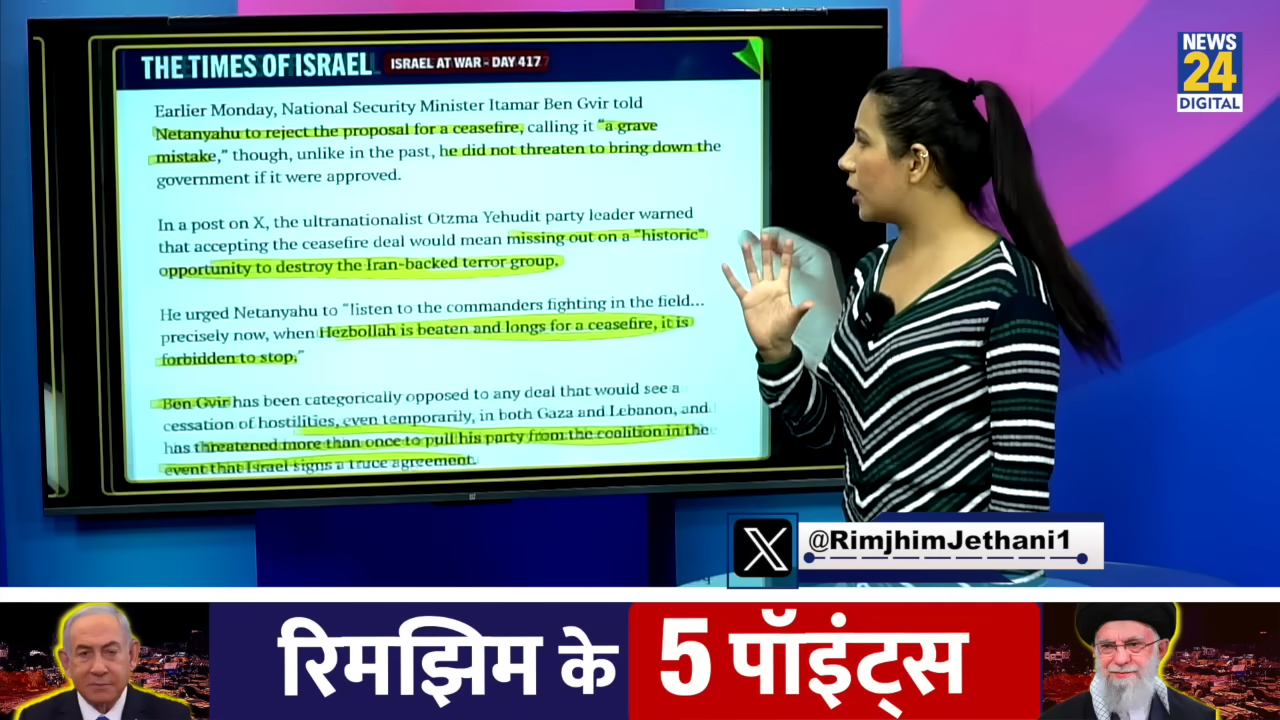 THE TIMES OF ISRAEL
ISRAEL AT WAR - DAY 417
Earlier Monday, National Security Minister Itamar Ben Gvir told
Netanyahu to reject the proposal for a ceasefire, calling it “a grave
mistake,” though, unlike in the past, he did not threaten to bring down the
government if it were approved.
In a post on X, the ultranationalist Otzma Yehudit party leader warned
that accepting the ceasefire deal would mean missing out on a “historic”
opportunity to destroy the Iran-backed terror group.
He urged Netanyahu to “listen to the commanders fighting in the field…
precisely now, when Hezbollah is beaten and longs for a ceasefire, it is
forbidden to stop.”
Ben Gvir has been categorically opposed to any deal that would see a
cessation of hostilities, even temporarily, in both Gaza and Lebanon, and
has threatened more than once to pull his party from the coalition in the
event that Israel signs a truce agreement.
NEWS
24
DIGITAL
X
@RimjhimJethani1
रिमझिम के 5 पॉइंट्स